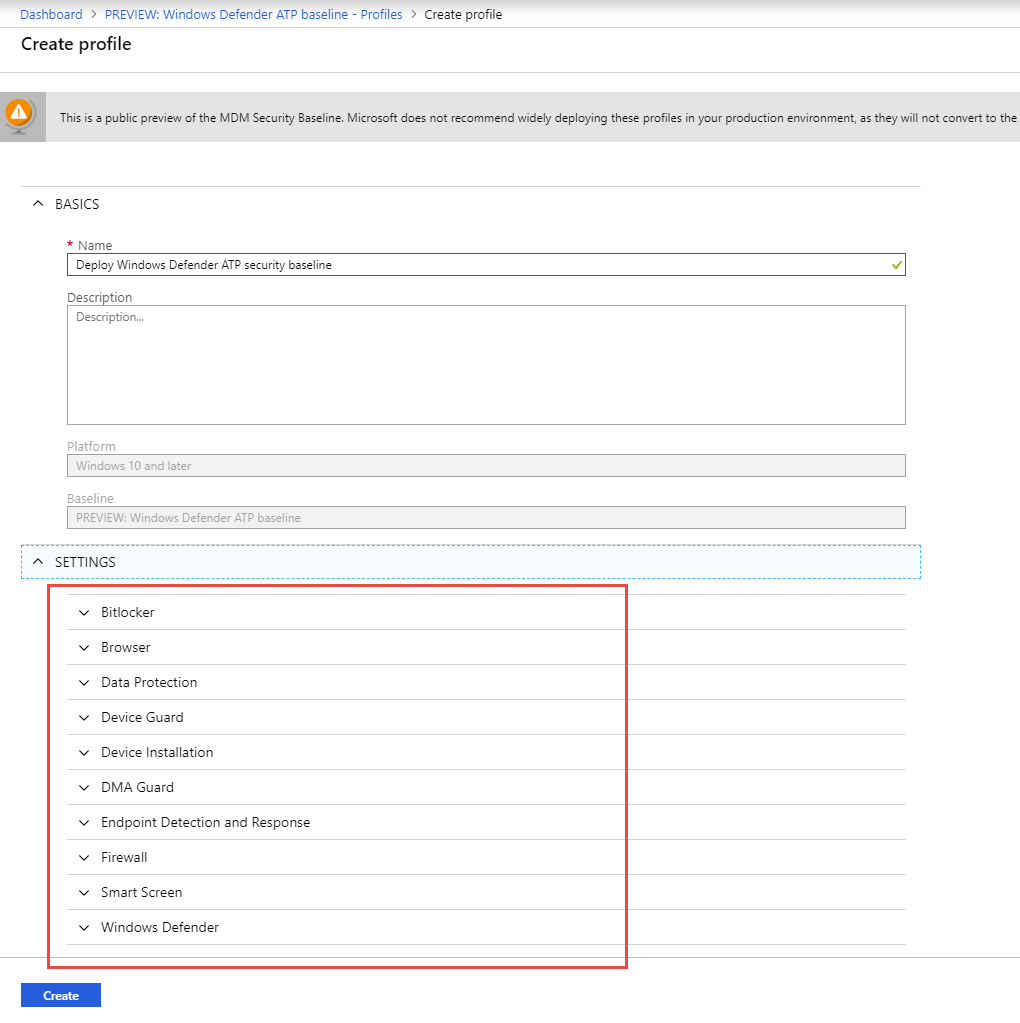 Dashboard > PREVIEW: Windows Defender ATP baseline - Profiles > Create profile
Create profile
This is a public preview of the MDM Security Baseline. Microsoft does not recommend widely deploying these profiles in your production environment, as they will not convert to the
BASICS
* Name
Deploy Windows Defender ATP security baseline
Description
Description...
Platform
Windows 10 and later
Baseline
PREVIEW: Windows Defender ATP baseline
SETTINGS
Bitlocker
Browser
Data Protection
Device Guard
Device Installation
DMA Guard
Endpoint Detection and Response
Firewall
Smart Screen
Windows Defender
Create